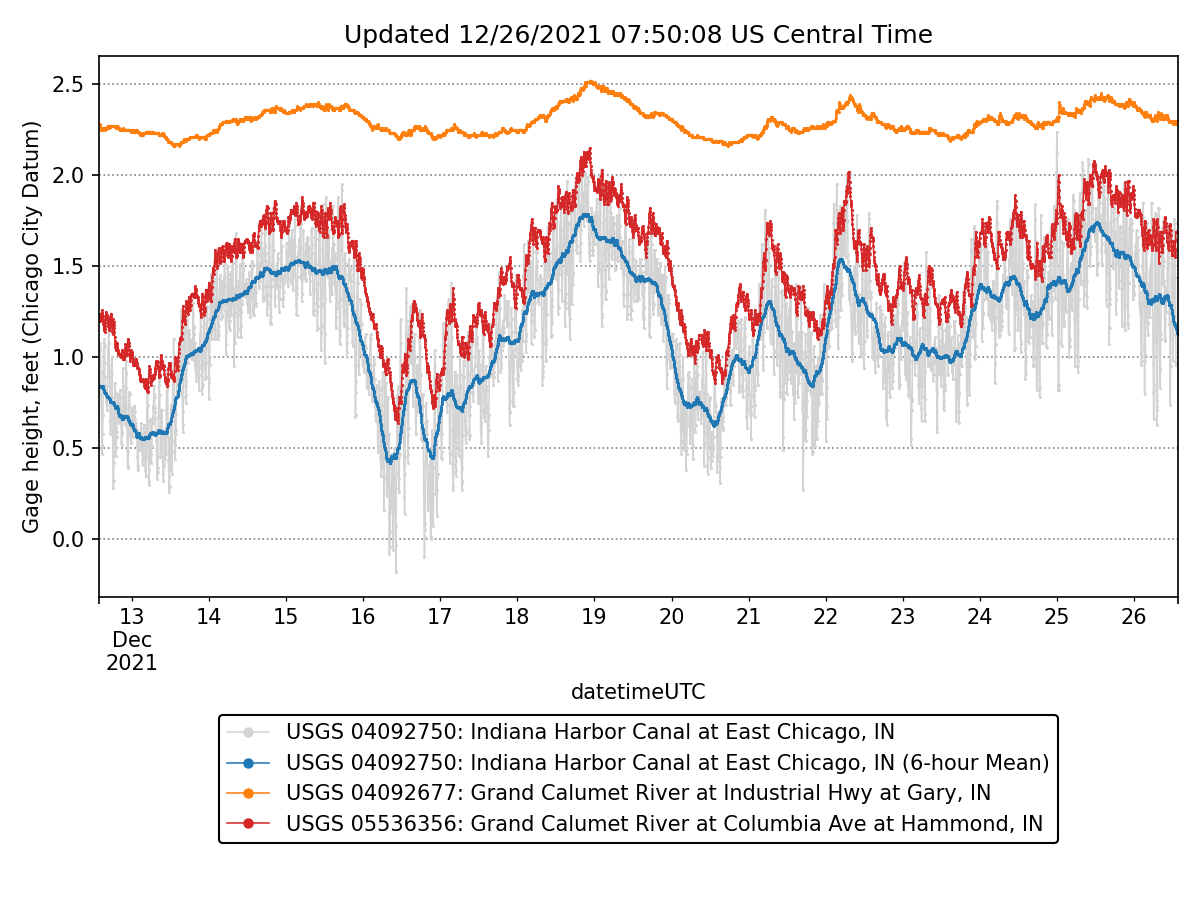 Updated 12/26/2021 07:50:08 US Central Time
Gage height, feet (Chicago City Datum)
2.5
2.0
1.5
1.0
0.5
0.0
13 14 15 16 17 18 19 20 21 22 23 24 25 26
Dec
2021
datetimeUTC
USGS 04092750: Indiana Harbor Canal at East Chicago, IN
USGS 04092750: Indiana Harbor Canal at East Chicago, IN (6-hour Mean)
USGS 04092677: Grand Calumet River at Industrial Hwy at Gary, IN
USGS 05536356: Grand Calumet River at Columbia Ave at Hammond, IN